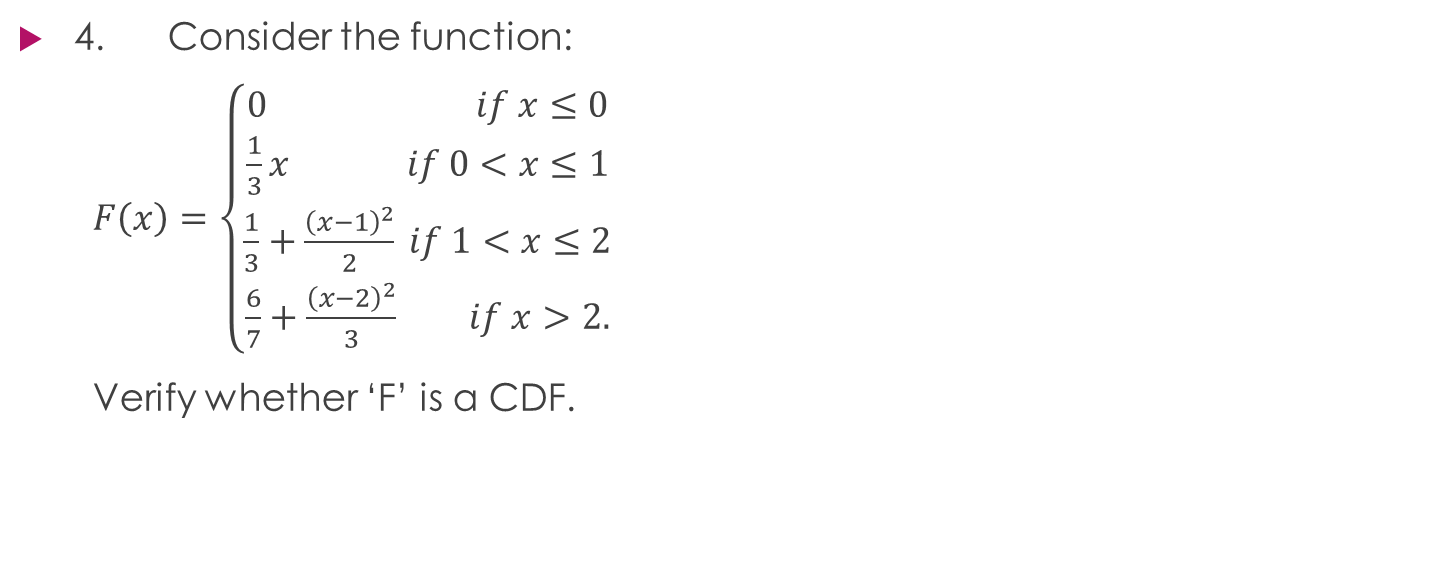 4. Consider the function:
F(x) = { 0 if x ≤ 0
1/3 x if 0 < x ≤ 1
1/3 + (x−1)²/2 if 1 < x ≤ 2
6/7 + (x−2)²/3 if x > 2.
Verify whether ‘F’ is a CDF.